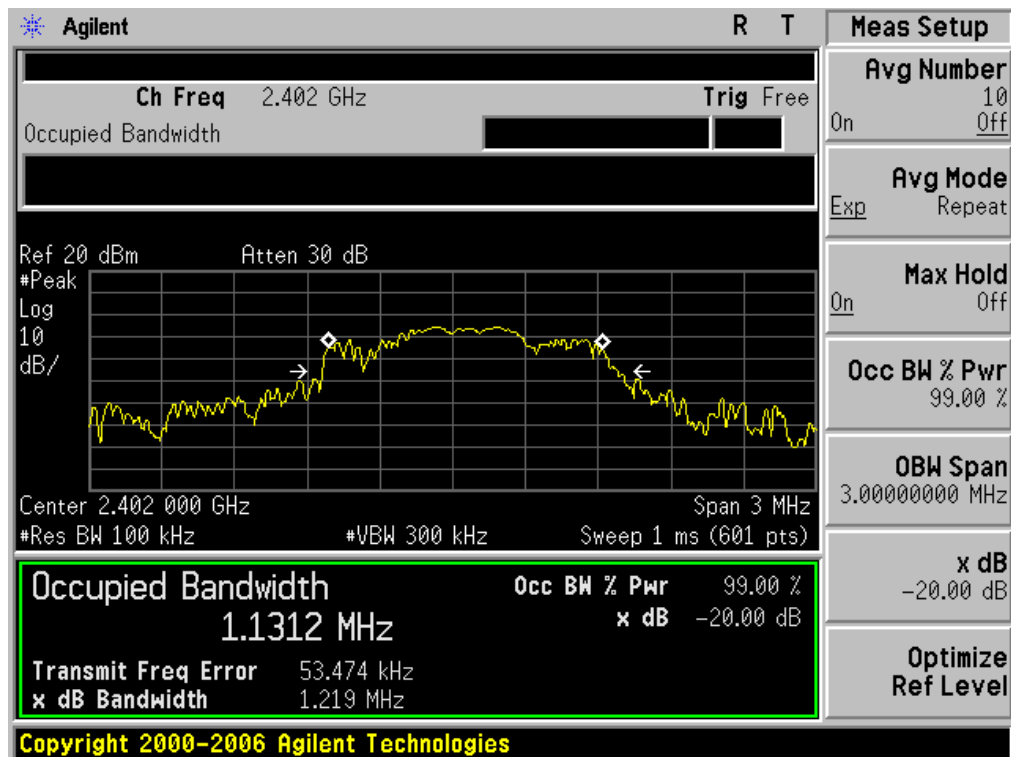 Agilent R T
Ch Freq 2.402 GHz Trig Free
Occupied Bandwidth
Ref 20 dBm Atten 30 dB
#Peak
Log
10
dB/
Center 2.402 000 GHz Span 3 MHz
#Res BW 100 kHz #VBW 300 kHz Sweep 1 ms (601 pts)
Occupied Bandwidth Occ BW % Pwr 99.00 %
1.1312 MHz x dB -20.00 dB
Transmit Freq Error 53.474 kHz
x dB Bandwidth 1.219 MHz
Copyright 2000-2006 Agilent Technologies
Meas Setup
Avg Number
10
On Off
Avg Mode
Exp Repeat
Max Hold
On Off
Occ BW % Pwr
99.00 %
OBW Span
3.00000000 MHz
x dB
-20.00 dB
Optimize
Ref Level